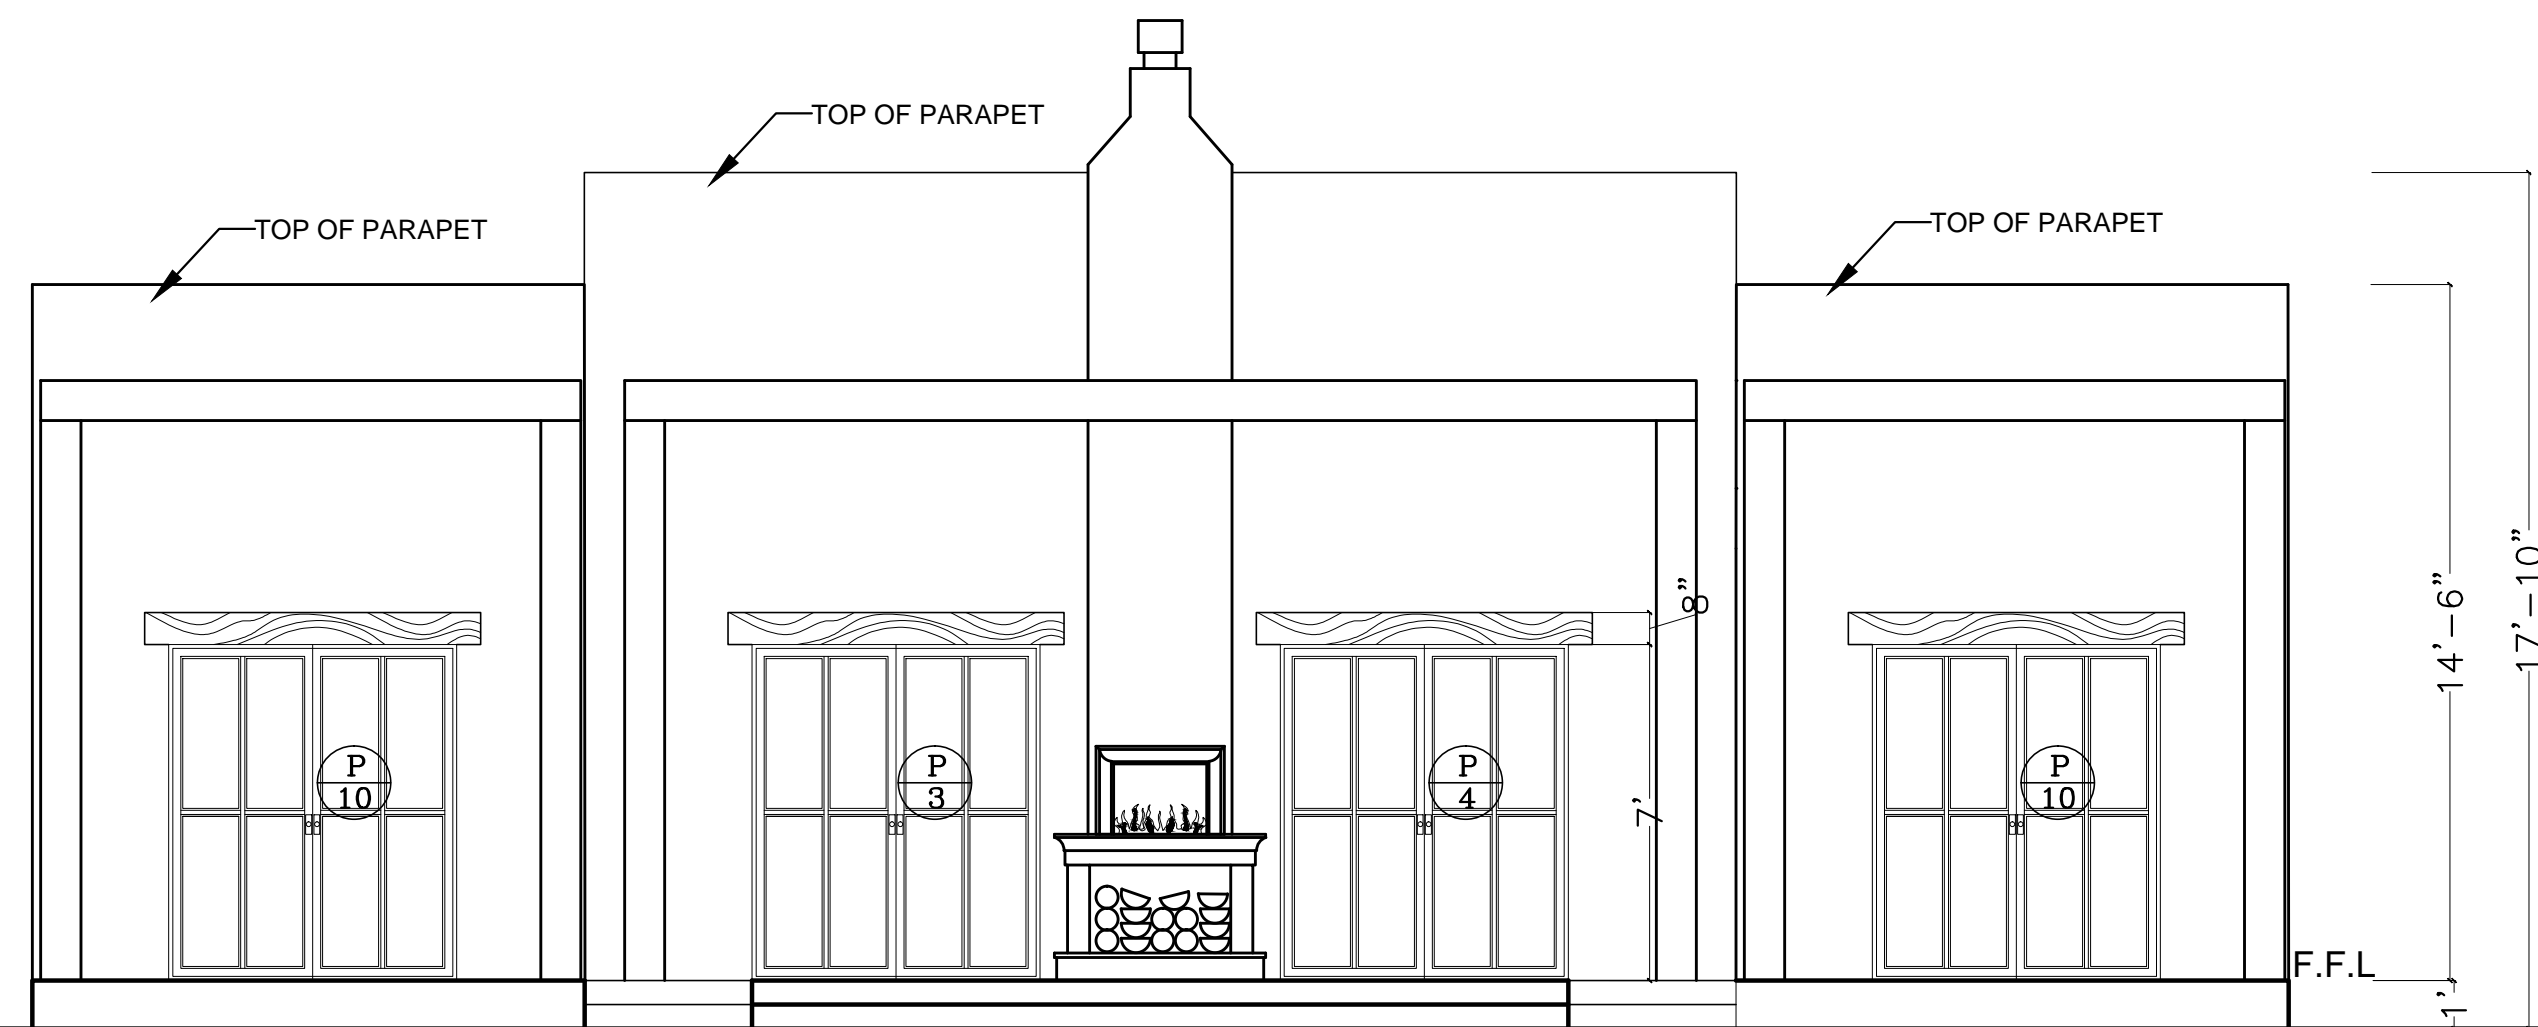 TOP OF PARAPET
TOP OF PARAPET
TOP OF PARAPET
8"
14'-6"
17'-10"
P
10
P
3
P
4
P
10
7'
F.F.L
1'